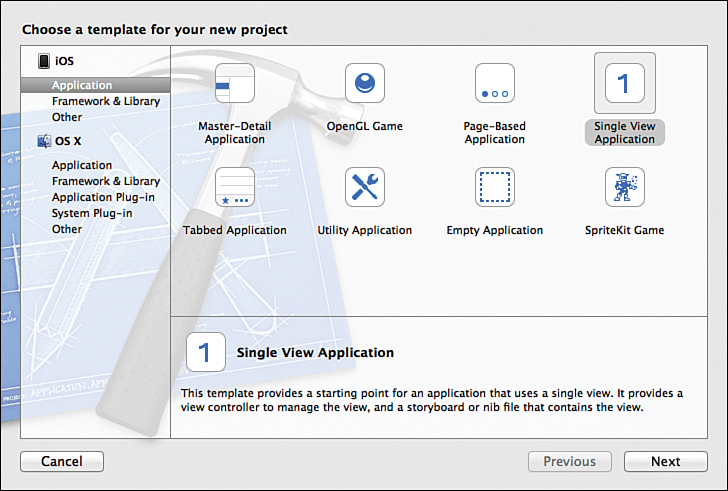 Choose a template for your new project
iOS
Application
Framework & Library
Other
OS X
Application
Framework & Library
Application Plug-in
System Plug-in
Other
Master-Detail
Application
OpenGL Game
Page-Based
Application
1
Single View
Application
Tabbed Application
Utility Application
Empty Application
SpriteKit Game
1
Single View Application
This template provides a starting point for an application that uses a single view. It provides a
view controller to manage the view, and a storyboard or nib file that contains the view.
Cancel
Previous
Next